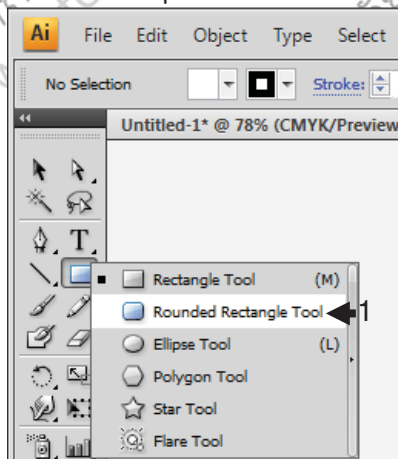 Ai File Edit Object Type Select
No Selection Stroke:
Untitled-1* @ 78% (CMYK/Preview
T
Rectangle Tool (M)
Rounded Rectangle Tool 1
Ellipse Tool (L)
Polygon Tool
Star Tool
Flare Tool